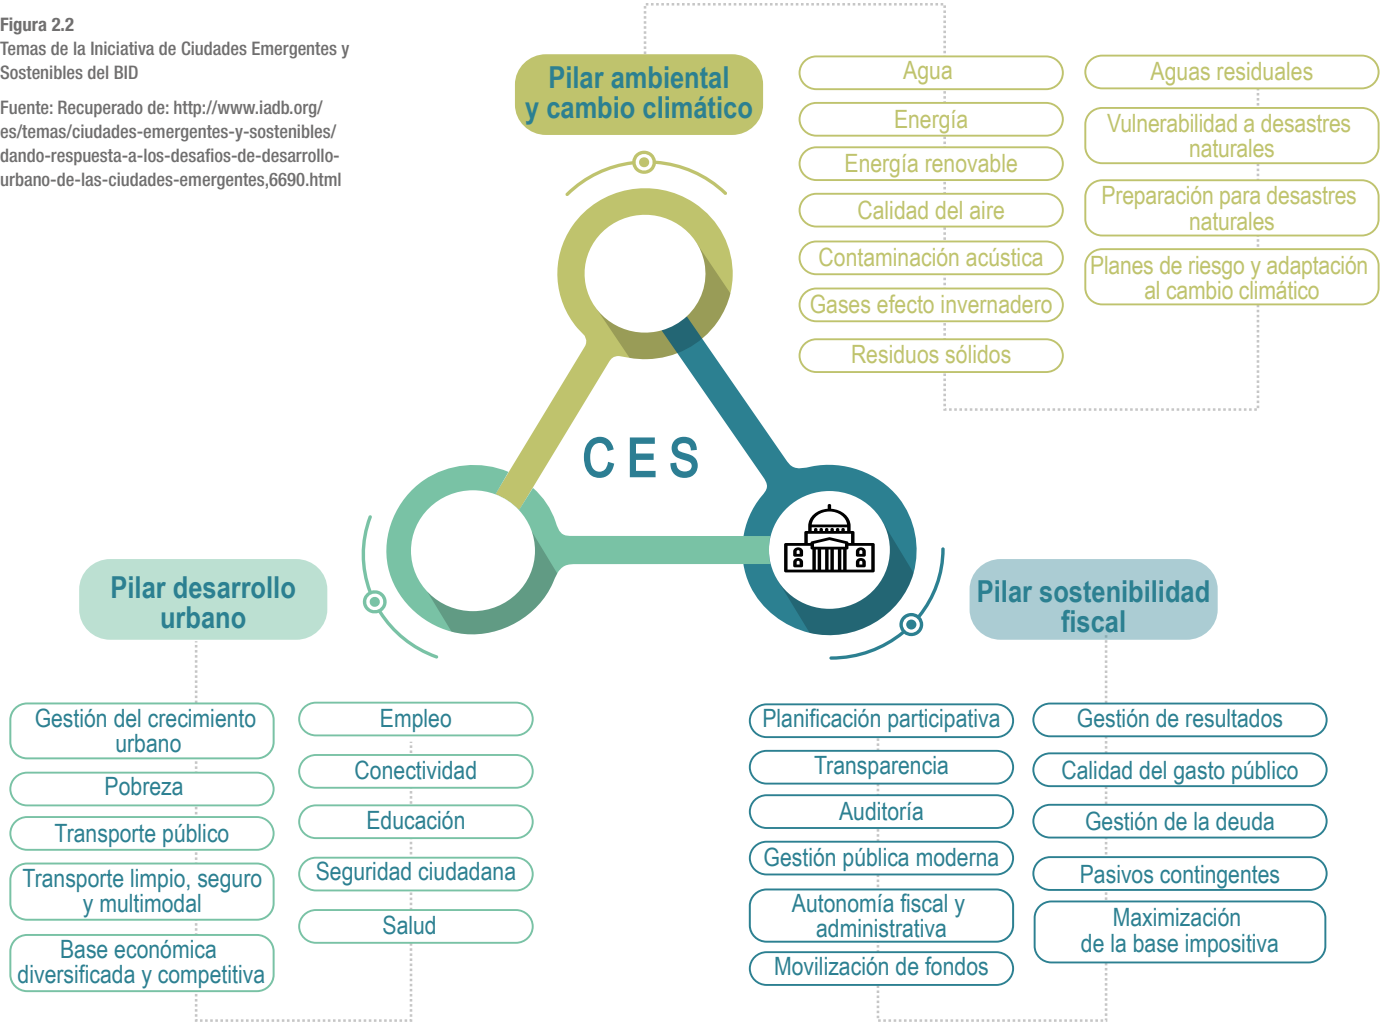 Figura 2.2
Temas de la Iniciativa de Ciudades Emergentes y
Sostenibles del BID
Fuente: Recuperado de: http://www.iadb.org/
es/temas/ciudades-emergentes-y-sostenibles/
dando-respuesta-a-los-desafios-de-desarrollo-
urbano-de-las-ciudades-emergentes,6690.html
Pilar ambiental
y cambio climático
Agua
Energía
Energía renovable
Calidad del aire
Contaminación acústica
Gases efecto invernadero
Residuos sólidos
Aguas residuales
Vulnerabilidad a desastres
naturales
Preparación para desastres
naturales
Planes de riesgo y adaptación
al cambio climático
CES
Pilar desarrollo
urbano
Gestión del crecimiento
urbano
Pobreza
Transporte público
Transporte limpio, seguro
y multimodal
Base económica
diversificada y competitiva
Empleo
Conectividad
Educación
Seguridad ciudadana
Salud
Pilar sostenibilidad
fiscal
Planificación participativa
Transparencia
Auditoría
Gestión pública moderna
Autonomía fiscal y
administrativa
Movilización de fondos
Gestión de resultados
Calidad del gasto público
Gestión de la deuda
Pasivos contingentes
Maximización
de la base impositiva